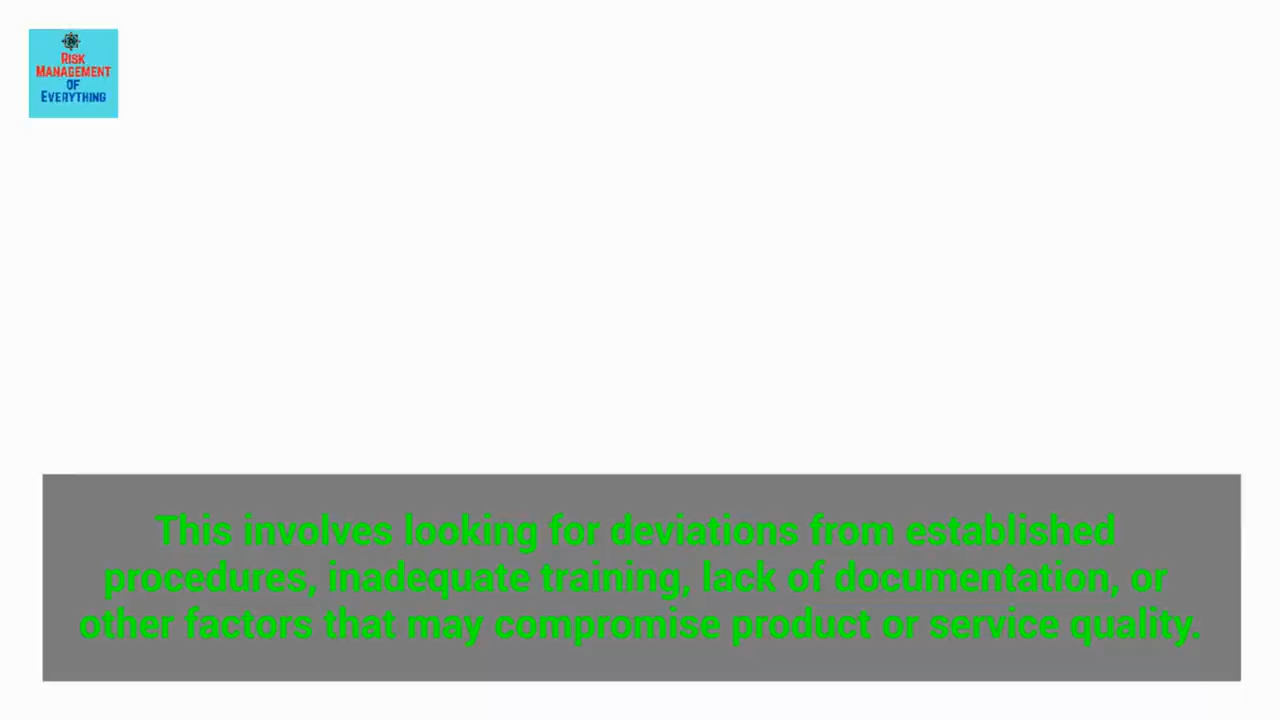 Risk
Management
of
Everything
This involves looking for deviations from established
procedures, inadequate training, lack of documentation, or
other factors that may compromise product or service quality.